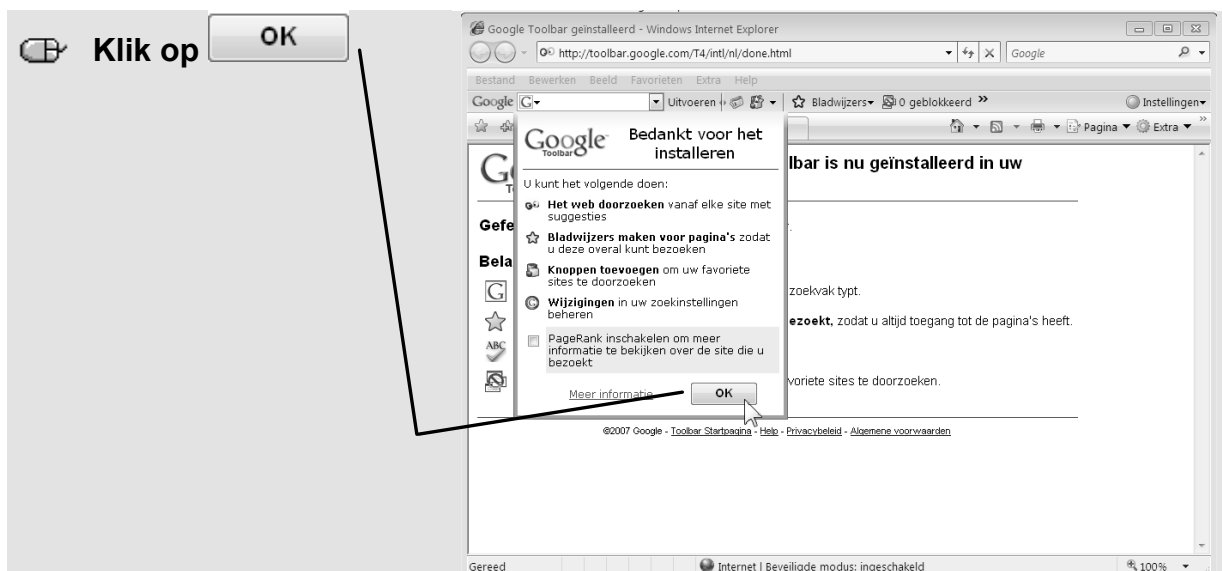 Klik op OK
Google Toolbar geïnstalleerd - Windows Internet Explorer
http://toolbar.google.com/T4/intl/nl/done.html
Google
Bestand Bewerken Beeld Favorieten Extra Help
Google G Uitvoeren Bladwijzers 0 geblokkeerd » Instellingen
Pagina Extra »
Google Toolbar
Bedankt voor het
installeren
U kunt het volgende doen:
Het web doorzoeken vanaf elke site met
suggesties
Bladwijzers maken voor pagina's zodat
u deze overal kunt bezoeken
Knoppen toevoegen om uw favoriete
sites te doorzoeken
Wijzigingen in uw zoekinstellingen
beheren
PageRank inschakelen om meer
informatie te bekijken over de site die u
bezoekt
Meer informatie OK
lbar is nu geïnstalleerd in uw
Gefe
Bela
G zoekvak typt.
ezoekt, zodat u altijd toegang tot de pagina's heeft.
ABC
voriete sites te doorzoeken.
©2007 Google - Toolbar Startpagina - Help - Privacybeleid - Algemene voorwaarden
Gereed Internet | Beveiligde modus: ingeschakeld 100%